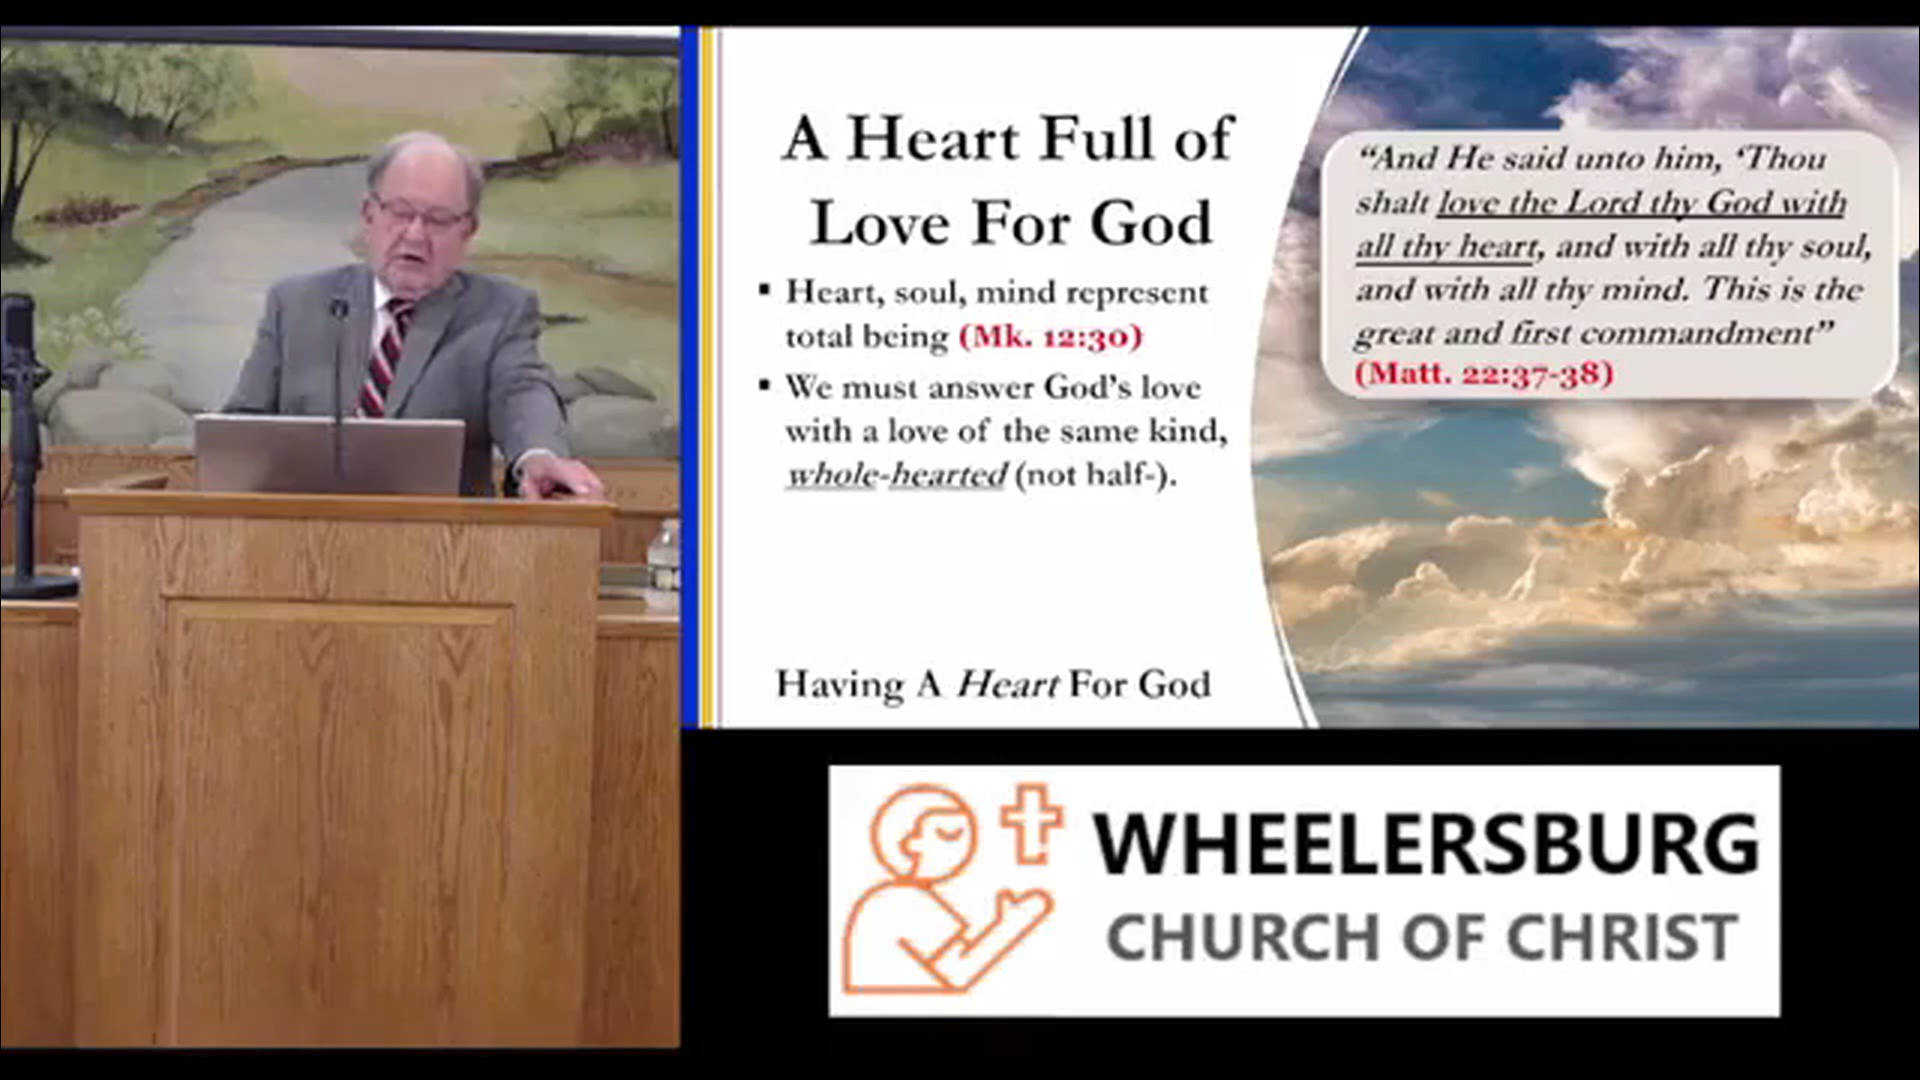 A Heart Full of
Love For God
▪ Heart, soul, mind represent
total being (Mk. 12:30)
▪ We must answer God's love
with a love of the same kind,
whole-hearted (not half-).
Having A Heart For God
“And He said unto him, ‘Thou
shalt love the Lord thy God with
all thy heart, and with all thy soul,
and with all thy mind. This is the
great and first commandment”
(Matt. 22:37-38)
WHEELERSBURG
CHURCH OF CHRIST